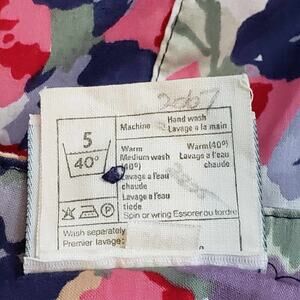 2667
Machine Hand wash
Lavage a la main
5
40°
Warm Warm(40°)
Medium wash Lavage a l'eau
(40°) chaude
Lavage a l'eau
chaude
Lavage a l'eau
tiede
P
Spin or wring Essorer ou tordre
Wash separately
Premier lavage